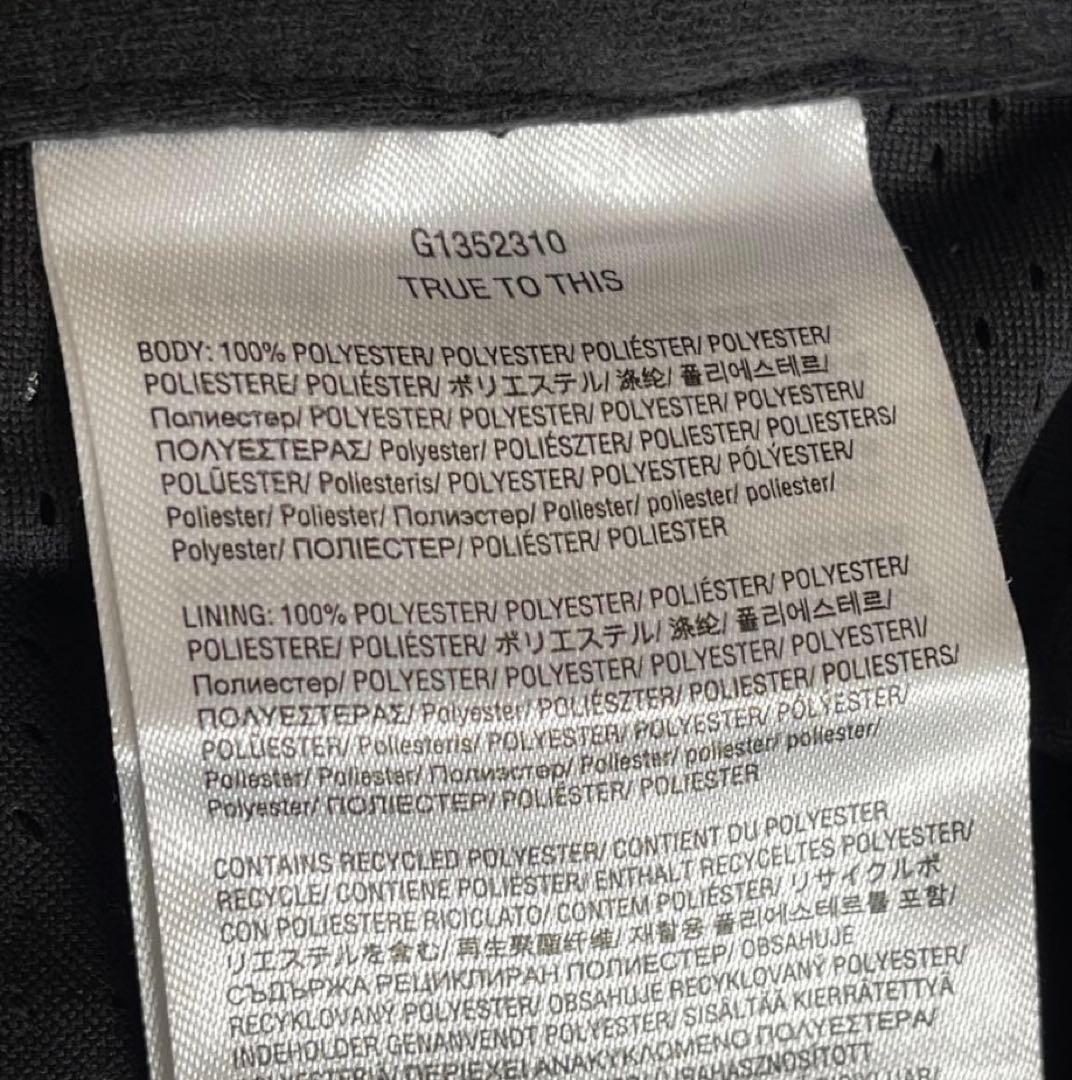 G1352310
TRUE TO THIS
BODY: 100% POLYESTER/ POLYESTER/ POLIÉSTER/ POLYESTER/
POLIESTERE/ POLIÉSTER/ ポリエステル/ 涤纶/ 폴리에스테르/
Полиестер/ POLYESTER/ POLYESTER/ POLYESTER/ POLYESTERI/
ΠΟΛΥΕΣΤΕΡΑΣ/ Polyester/ POLIÉSZTER/ POLIESTER/ POLIESTERS/
POLÜESTER/ Poliesteris/ POLYESTER/ POLYESTER/ PÓLÝESTER/
Poliester/ Poliester/ Полиэстер/ Poliester/ poliester/ poliester/
Polyester/ ПОЛІЕСТЕР/ POLIÉSTER/ POLIESTER
LINING: 100% POLYESTER/ POLYESTER/ POLIÉSTER/ POLYESTER/
POLIESTERE/ POLIÉSTER/ ポリエステル/ 涤纶/ 폴리에스테르/
Полиестер/ POLYESTER/ POLYESTER/ POLYESTER/ POLYESTERI/
ΠΟΛΥΕΣΤΕΡΑΣ/ Polyester/ POLIÉSZTER/ POLIESTER/ POLIESTERS/
POLÜESTER/ Poliesteris/ POLYESTER/ POLYESTER/ PÓLÝESTER/
Poliester/ Poliester/ Полиэстер/ Poliester/ poliester/ poliester/
Polyester/ ПОЛІЕСТЕР/ POLIÉSTER/ POLIESTER
CONTAINS RECYCLED POLYESTER/ CONTIENT DU POLYESTER
RECYCLE/ CONTIENE POLIESTER/ ENTHALT RECYCELTES POLYESTER/
CON POLIESTERE RICICLATO/ CONTEM POLIÉSTER/ リサイクルポ
リエステルを含む/ 再生聚酯纤维/ 재활용 폴리에스테르를 포함/
СЪДЪРЖА РЕЦИКЛИРАН ПОЛИЕСТЕР/ OBSAHUJE
RECYKLOVANÝ POLYESTER/ OBSAHUJE RECYKLOVANÝ POLYESTER/
INDEHOLDER GENANVENDT POLYESTER/ SISÄLTÄÄ KIERRÄTETTYÄ
ΠΕΡΙΕΧΕΙ ΑΝΑΚΥΚΛΩΜΕΝΟ ΠΟΛΥΕΣΤΕΡΑ/